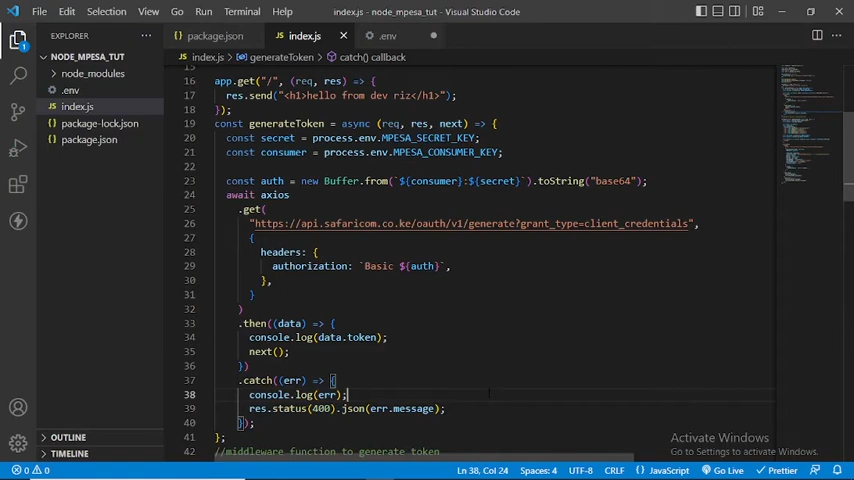 File Edit Selection View Go Run Terminal Help index.js - node_mpesa_tut - Visual Studio Code
EXPLORER ... package.json index.js .env
NODE_MPESA_TUT
node_modules
.env
index.js
package-lock.json
package.json
OUTLINE
TIMELINE
1
index.js > generateToken > catch() callback
15
16 app.get("/", (req, res) => {
17 res.send("<h1>hello from dev riz</h1>");
18 });
19 const generateToken = async (req, res, next) => {
20 const secret = process.env.MPESA_SECRET_KEY;
21 const consumer = process.env.MPESA_CONSUMER_KEY;
22
23 const auth = new Buffer.from(`${consumer}:${secret}`).toString("base64");
24 await axios
25 .get(
26 "https://api.safaricom.co.ke/oauth/v1/generate?grant_type=client_credentials",
27 {
28 headers: {
29 authorization: `Basic ${auth}`,
30 },
31 }
32 )
33 .then((data) => {
34 console.log(data.token);
35 next();
36 })
37 .catch((err) => {
38 console.log(err);
39 res.status(400).json(err.message);
40 });
41 };
42 //middleware function to generate token
Activate Windows
Go to Settings to activate Windows.
0 0 Ln 38, Col 24 Spaces: 4 UTF-8 CRLF JavaScript Go Live Prettier